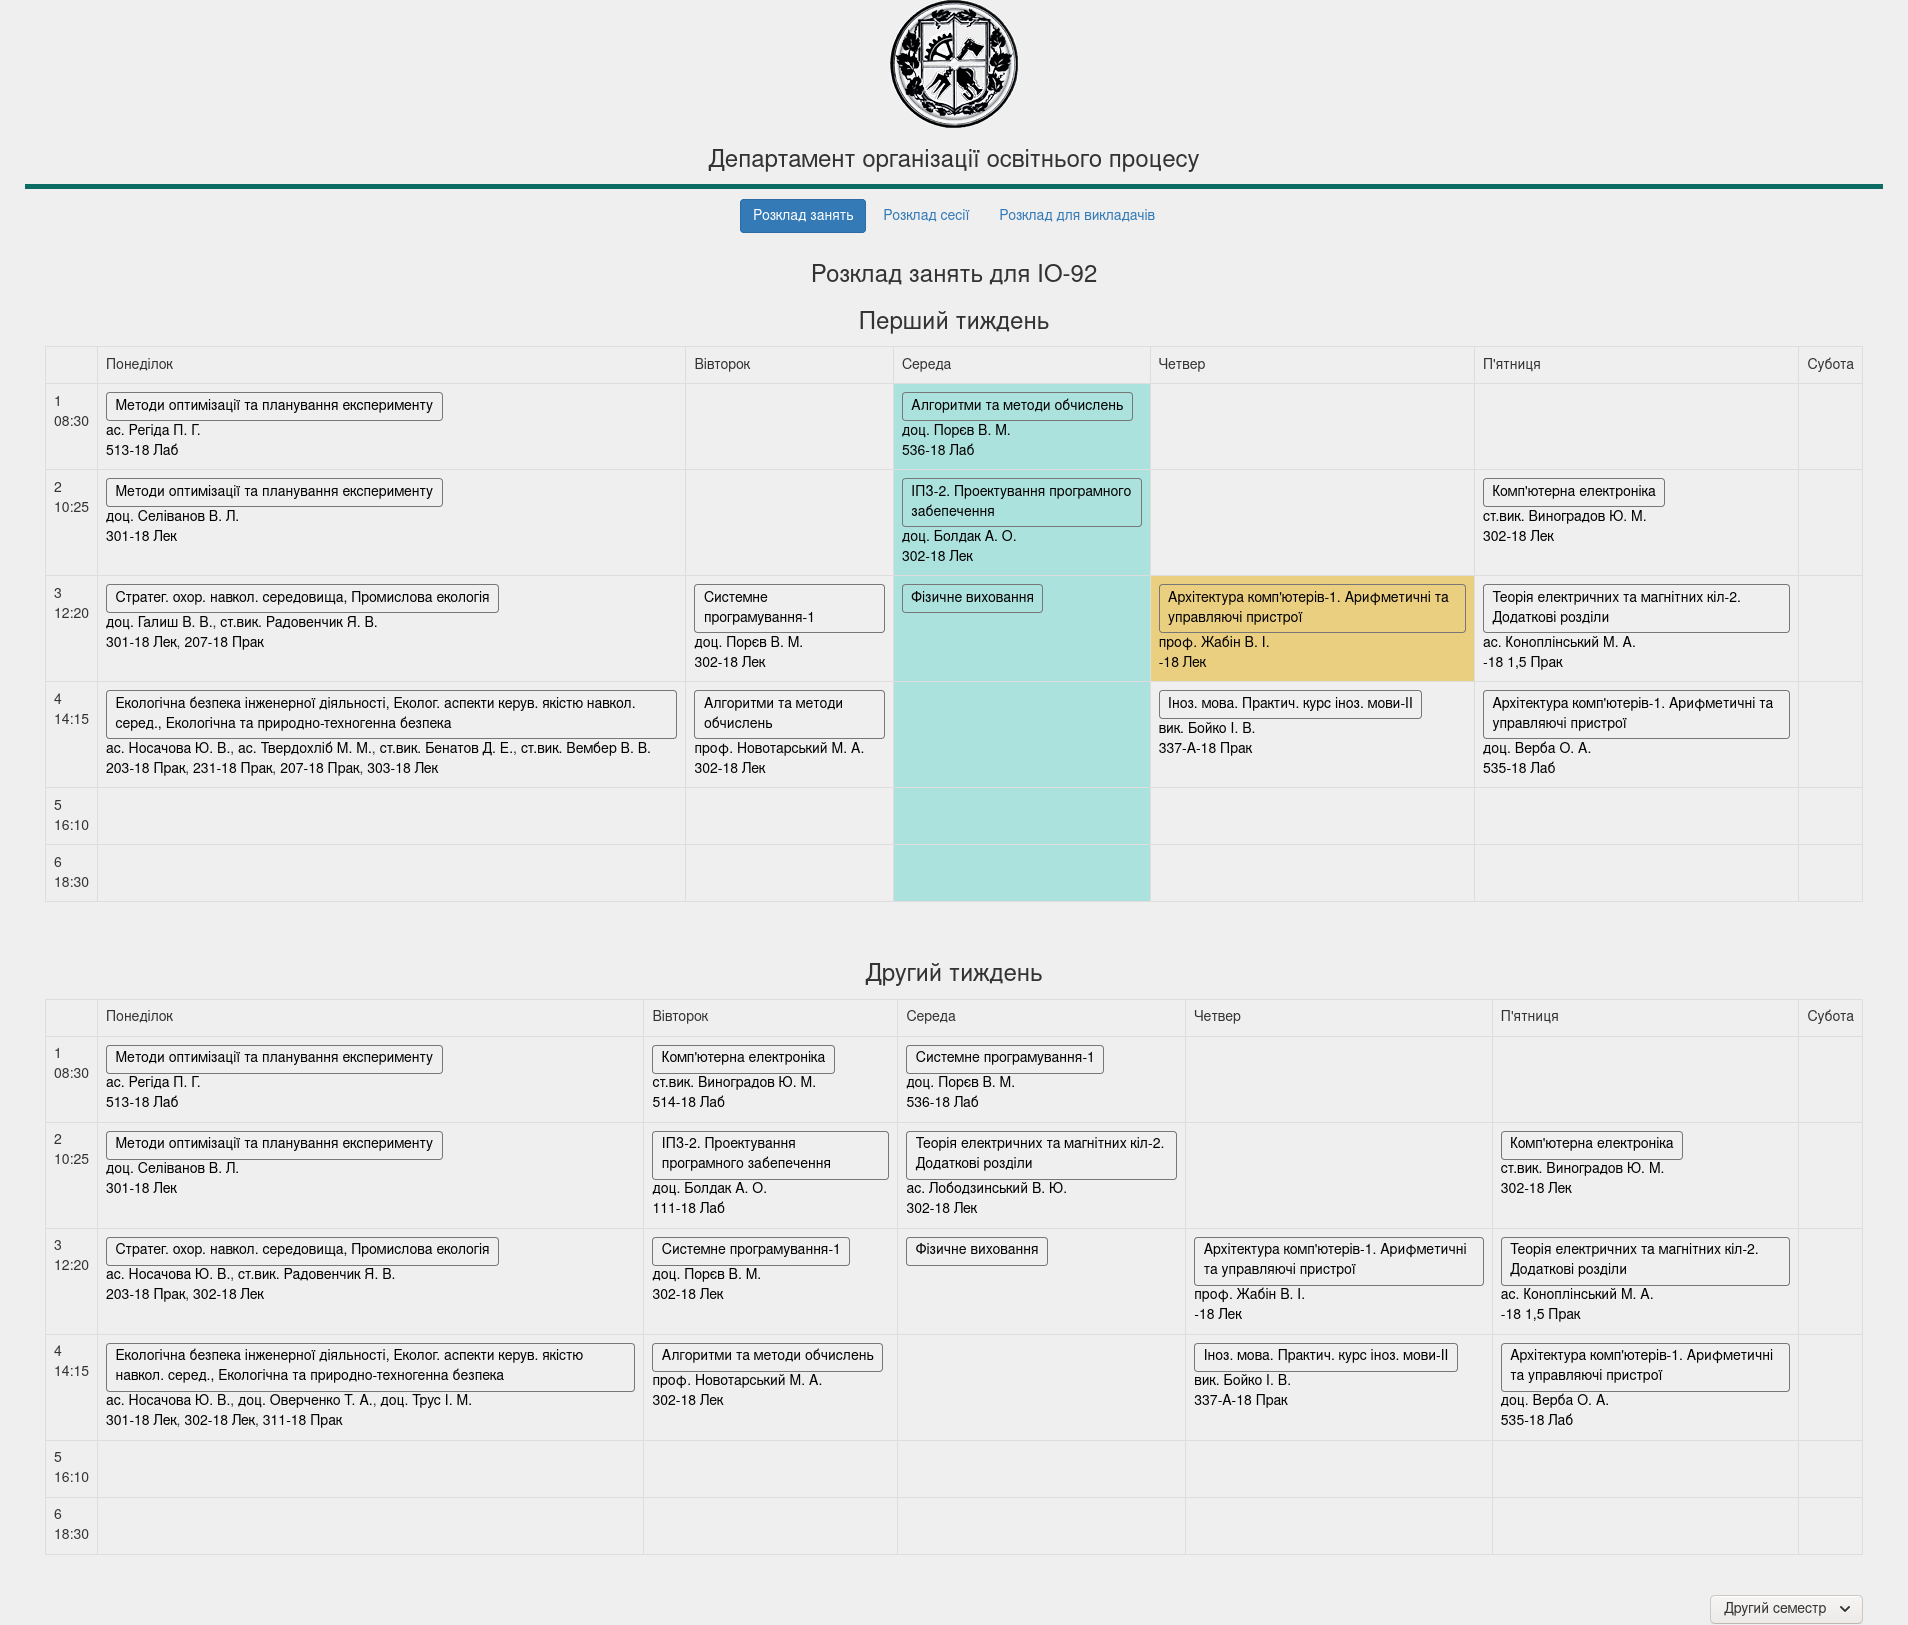 Департамент організації освітнього процесу
Розклад занять Розклад сесії Розклад для викладачів
Розклад занять для ІО-92
Перший тиждень
Понеділок Вівторок Середа Четвер П'ятниця Субота
1
08:30
Методи оптимізації та планування експерименту
ас. Регіда П. Г.
513-18 Лаб
Алгоритми та методи обчислень
доц. Порєв В. М.
536-18 Лаб
2
10:25
Методи оптимізації та планування експерименту
доц. Селіванов В. Л.
301-18 Лек
ІПЗ-2. Проектування програмного
забепечення
доц. Болдак А. О.
302-18 Лек
Комп'ютерна електроніка
ст.вик. Виноградов Ю. М.
302-18 Лек
3
12:20
Стратег. охор. навкол. середовища, Промислова екологія
доц. Галиш В. В., ст.вик. Радовенчик Я. В.
301-18 Лек, 207-18 Прак
Системне
програмування-1
доц. Порєв В. М.
302-18 Лек
Фізичне виховання
Архітектура комп'ютерів-1. Арифметичні та
управляючі пристрої
проф. Жабін В. І.
-18 Лек
Теорія електричних та магнітних кіл-2.
Додаткові розділи
ас. Коноплінський М. А.
-18 1,5 Прак
4
14:15
Екологічна безпека інженерної діяльності, Еколог. аспекти керув. якістю навкол.
серед., Екологічна та природно-техногенна безпека
ас. Носачова Ю. В., ас. Твердохліб М. М., ст.вик. Бенатов Д. Е., ст.вик. Вембер В. В.
203-18 Прак, 231-18 Прак, 207-18 Прак, 303-18 Лек
Алгоритми та методи
обчислень
проф. Новотарський М. А.
302-18 Лек
Іноз. мова. Практич. курс іноз. мови-ІІ
вик. Бойко І. В.
337-А-18 Прак
Архітектура комп'ютерів-1. Арифметичні та
управляючі пристрої
доц. Верба О. А.
535-18 Лаб
5
16:10
6
18:30
Другий тиждень
Понеділок Вівторок Середа Четвер П'ятниця Субота
1
08:30
Методи оптимізації та планування експерименту
ас. Регіда П. Г.
513-18 Лаб
Комп'ютерна електроніка
ст.вик. Виноградов Ю. М.
514-18 Лаб
Системне програмування-1
доц. Порєв В. М.
536-18 Лаб
2
10:25
Методи оптимізації та планування експерименту
доц. Селіванов В. Л.
301-18 Лек
ІПЗ-2. Проектування
програмного забепечення
доц. Болдак А. О.
111-18 Лаб
Теорія електричних та магнітних кіл-2.
Додаткові розділи
ас. Лободзинський В. Ю.
302-18 Лек
Комп'ютерна електроніка
ст.вик. Виноградов Ю. М.
302-18 Лек
3
12:20
Стратег. охор. навкол. середовища, Промислова екологія
ас. Носачова Ю. В., ст.вик. Радовенчик Я. В.
203-18 Прак, 302-18 Лек
Системне програмування-1
доц. Порєв В. М.
302-18 Лек
Фізичне виховання
Архітектура комп'ютерів-1. Арифметичні
та управляючі пристрої
проф. Жабін В. І.
-18 Лек
Теорія електричних та магнітних кіл-2.
Додаткові розділи
ас. Коноплінський М. А.
-18 1,5 Прак
4
14:15
Екологічна безпека інженерної діяльності, Еколог. аспекти керув. якістю
навкол. серед., Екологічна та природно-техногенна безпека
ас. Носачова Ю. В., доц. Оверченко Т. А., доц. Трус І. М.
301-18 Лек, 302-18 Лек, 311-18 Прак
Алгоритми та методи обчислень
проф. Новотарський М. А.
302-18 Лек
Іноз. мова. Практич. курс іноз. мови-ІІ
вик. Бойко І. В.
337-А-18 Прак
Архітектура комп'ютерів-1. Арифметичні
та управляючі пристрої
доц. Верба О. А.
535-18 Лаб
5
16:10
6
18:30
Другий семестр